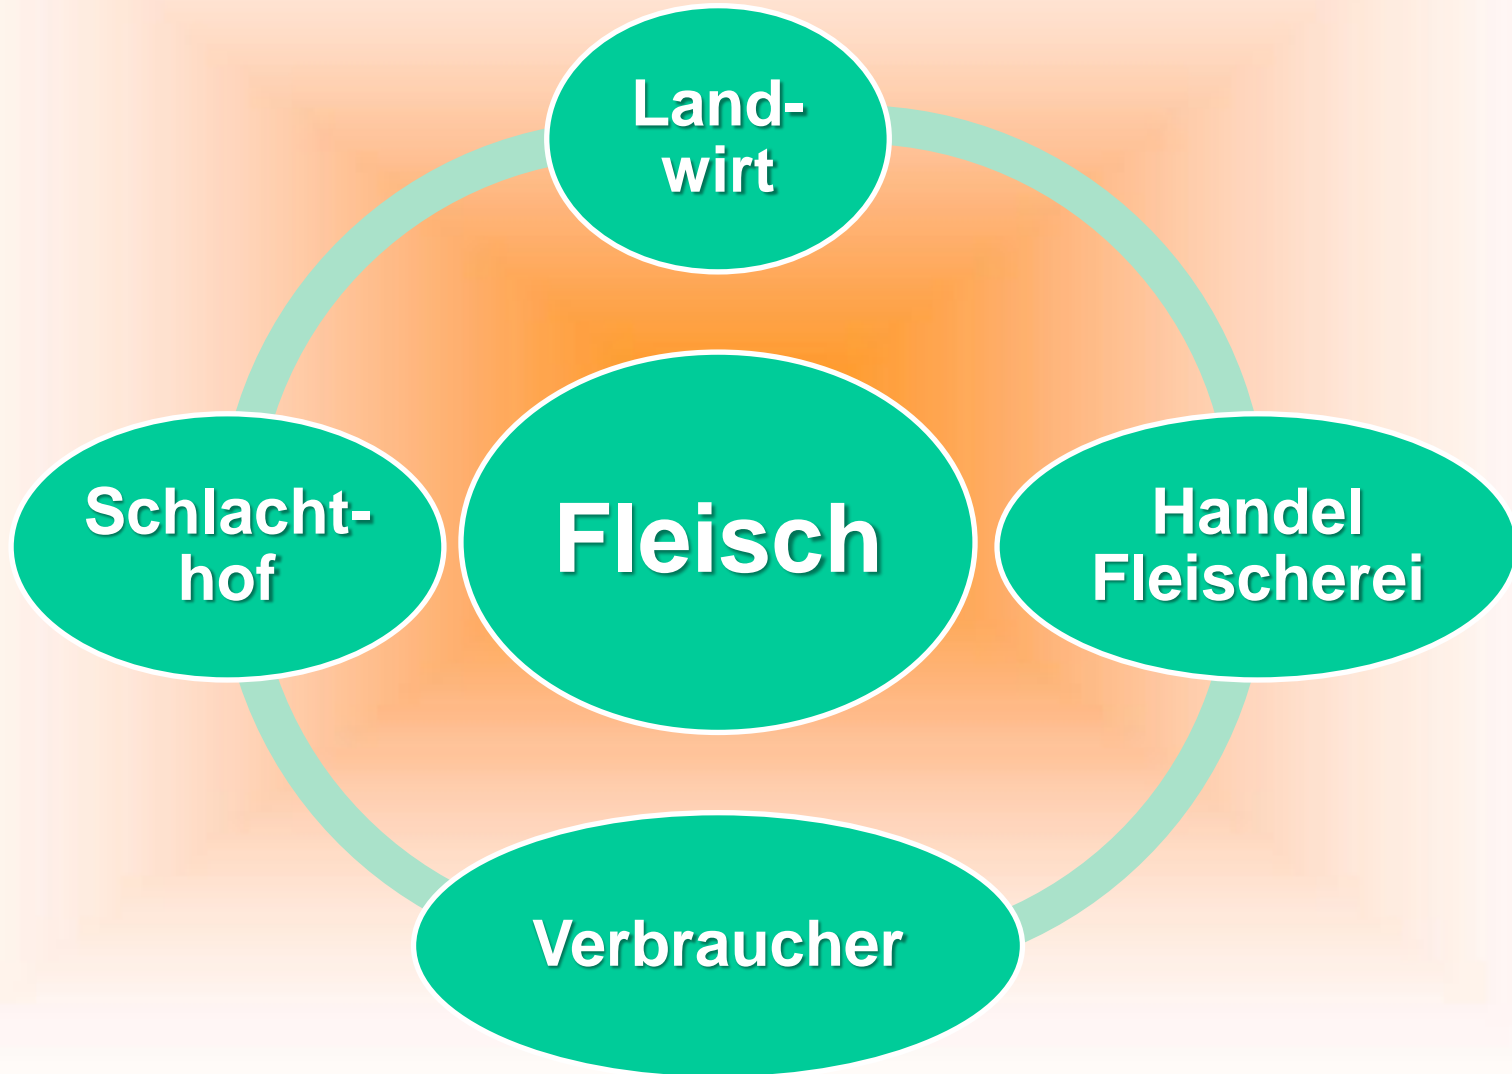 Land-
wirt
Schlacht-
hof
Fleisch
Handel
Fleischerei
Verbraucher